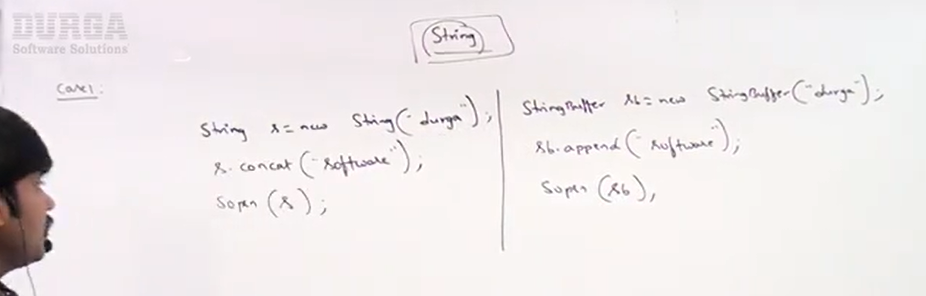 DURGA
Software Solutions
String
Case1:
String s=new String("durga");
s.concat("software");
Sopln(s);
StringBuffer sb=new StringBuffer("durga");
sb.append("software");
Sopln(sb);